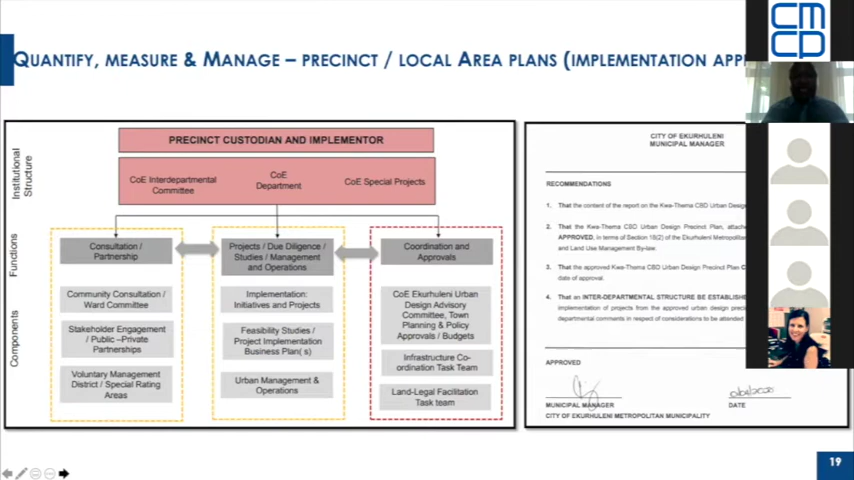 cm
cp
QUANTIFY, MEASURE & MANAGE – PRECINCT / LOCAL AREA PLANS (IMPLEMENTATION APP
PRECINCT CUSTODIAN AND IMPLEMENTOR
Institutional
Structure
CoE Interdepartmental
Committee
CoE
Department
CoE Special Projects
Functions
Consultation /
Partnership
Projects / Due Diligence /
Studies / Management
and Operations
Coordination and
Approvals
Components
Community Consultation /
Ward Committee
Stakeholder Engagement
/ Public –Private
Partnerships
Voluntary Management
District / Special Rating
Areas
Implementation:
Initiatives and Projects
Feasibility Studies /
Project Implementation
Business Plan( s)
Urban Management &
Operations
CoE Ekurhuleni Urban
Design Advisory
Committee, Town
Planning & Policy
Approvals / Budgets
Infrastructure Co-
ordination Task Team
Land-Legal Facilitation
Task team
CITY OF EKURHULENI
MUNICIPAL MANAGER
RECOMMENDATIONS
1. That the content of the report on the Kwa-Thema CBD Urban Desig
2. That the Kwa-Thema CBD Urban Design Precinct Plan, attache
APPROVED, in terms of Section 18(2) of the Ekurhuleni Metropolitan
and Land Use Management By-law.
3. That the approved Kwa-Thema CBD Urban Design Precinct Plan
date of approval.
4. That an INTER-DEPARTMENTAL STRUCTURE BE ESTABLISHE
implementation of projects from the approved urban design preci
departmental comments in respect of considerations to be attended
APPROVED
MUNICIPAL MANAGER
DATE
CITY OF EKURHULENI METROPOLITAN MUNICIPALITY
19